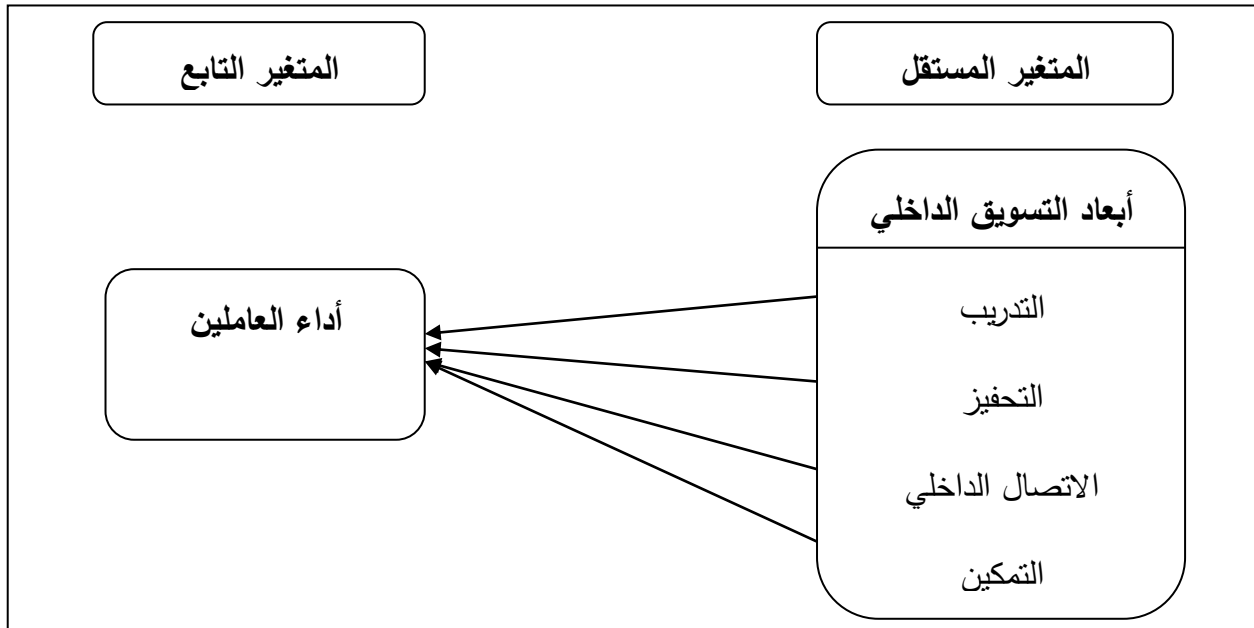 المتغير المستقل
المتغير التابع
أبعاد التسويق الداخلي
التدريب
التحفيز
الاتصال الداخلي
التمكين
أداء العاملين